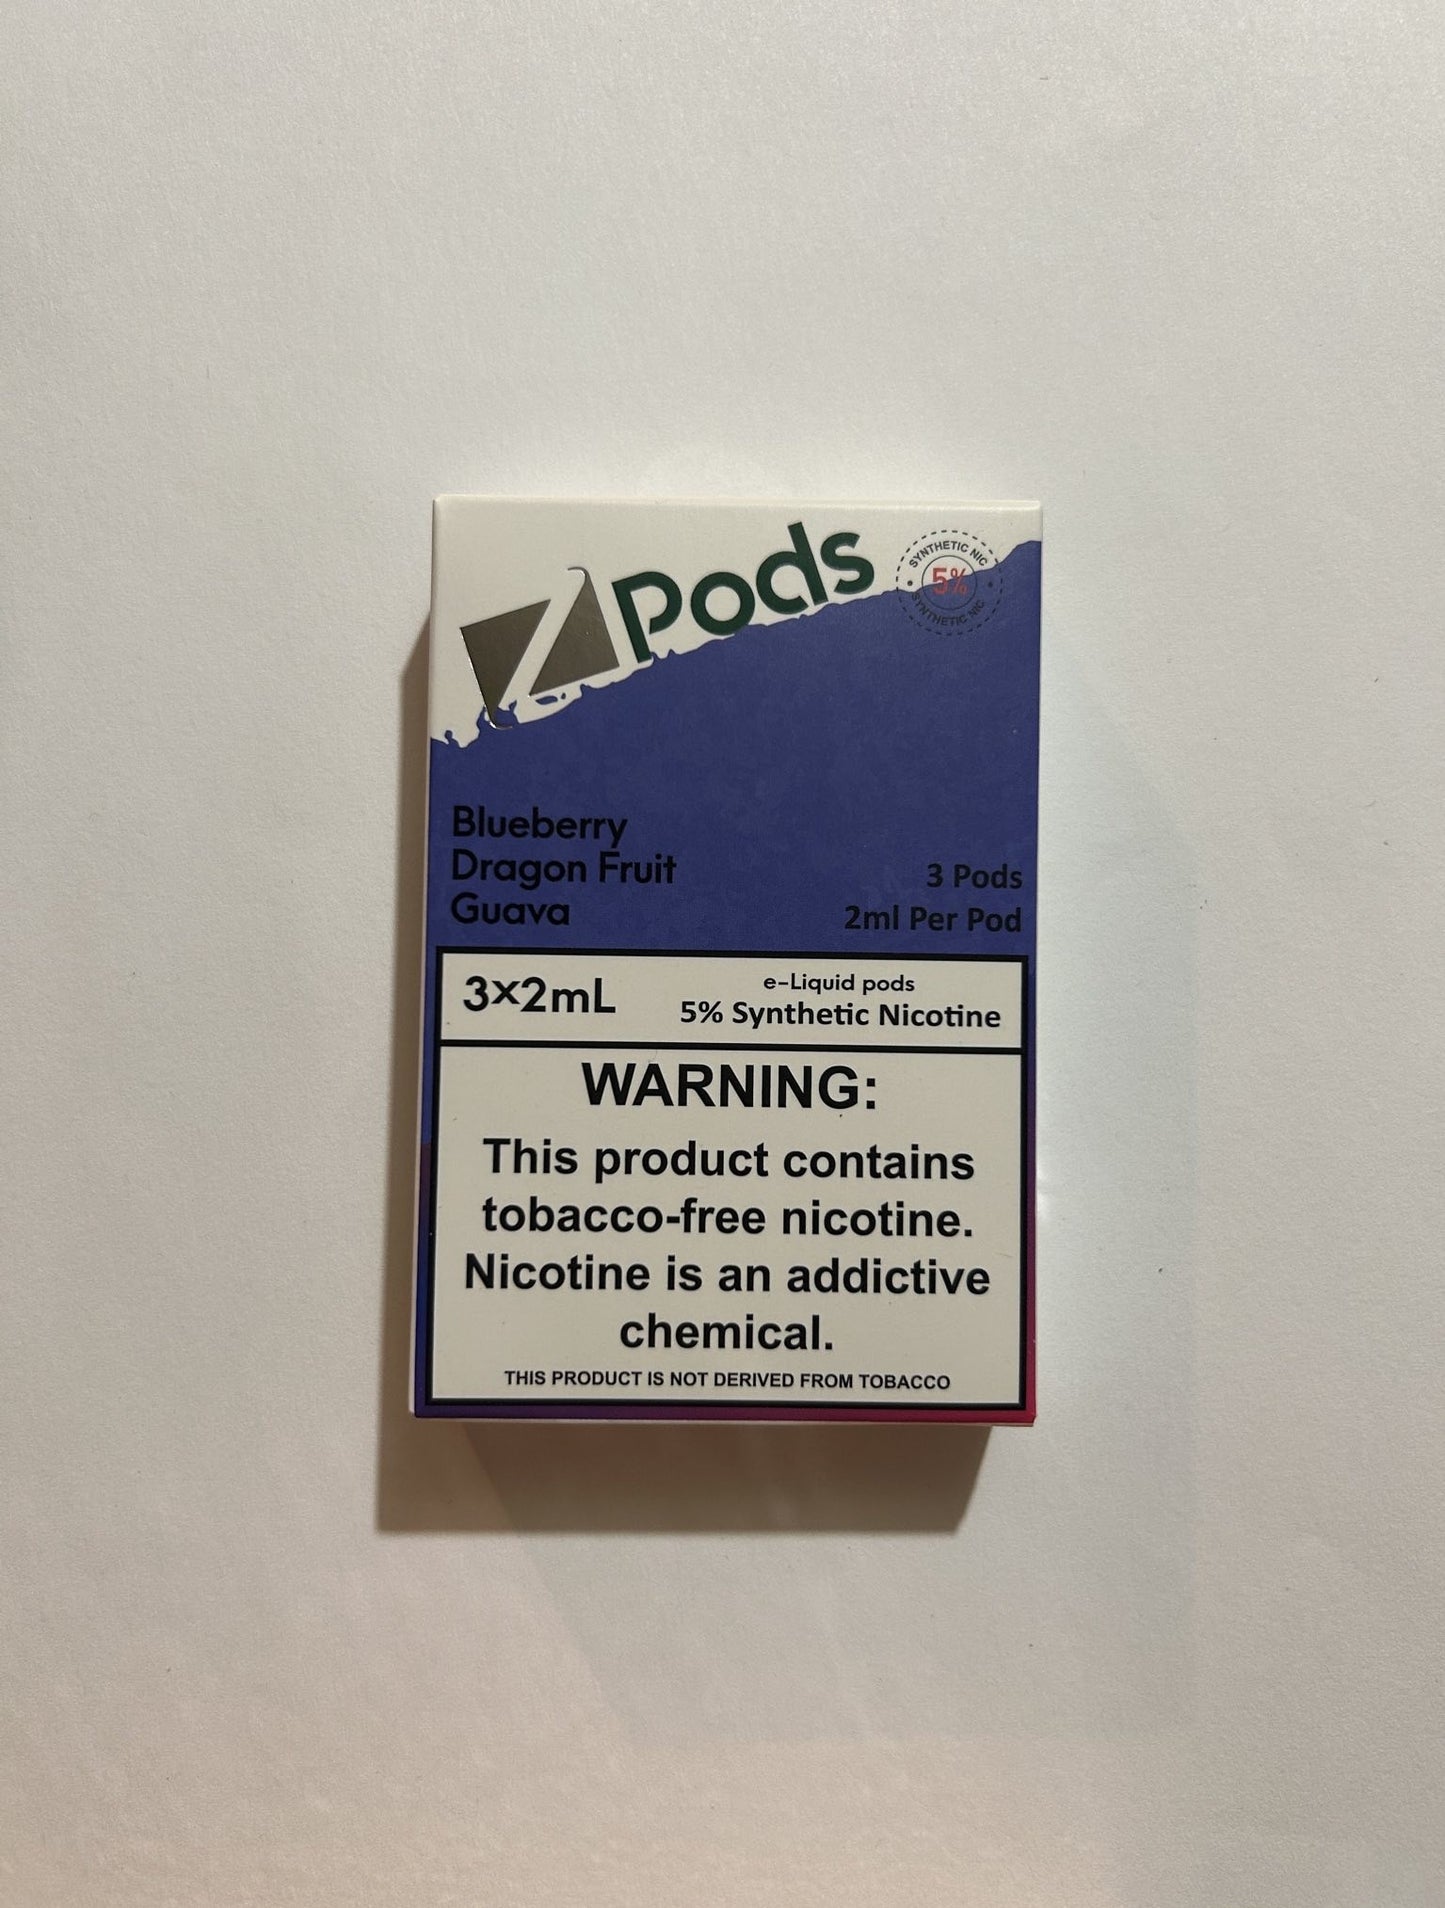 Z Pods
SYNTHETIC NIC
5%
SYNTHETIC NIC
Blueberry
Dragon Fruit
Guava
3 Pods
2ml Per Pod
3×2mL
e-Liquid pods
5% Synthetic Nicotine
WARNING:
This product contains
tobacco-free nicotine.
Nicotine is an addictive
chemical.
THIS PRODUCT IS NOT DERIVED FROM TOBACCO